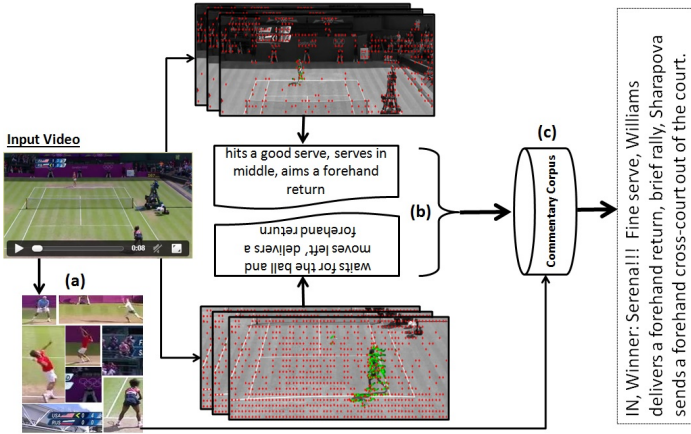 Input Video
0:08
(a)
hits a good serve, serves in
middle, aims a forehand
return
(b)
waits for the ball and
moves left, delivers a
forehand return
(c)
Commentary Corpus
IN, Winner: Serena!!! Fine serve, Williams
delivers a forehand return, brief rally, Sharapova
sends a forehand cross-court out of the court.
USA
RUS